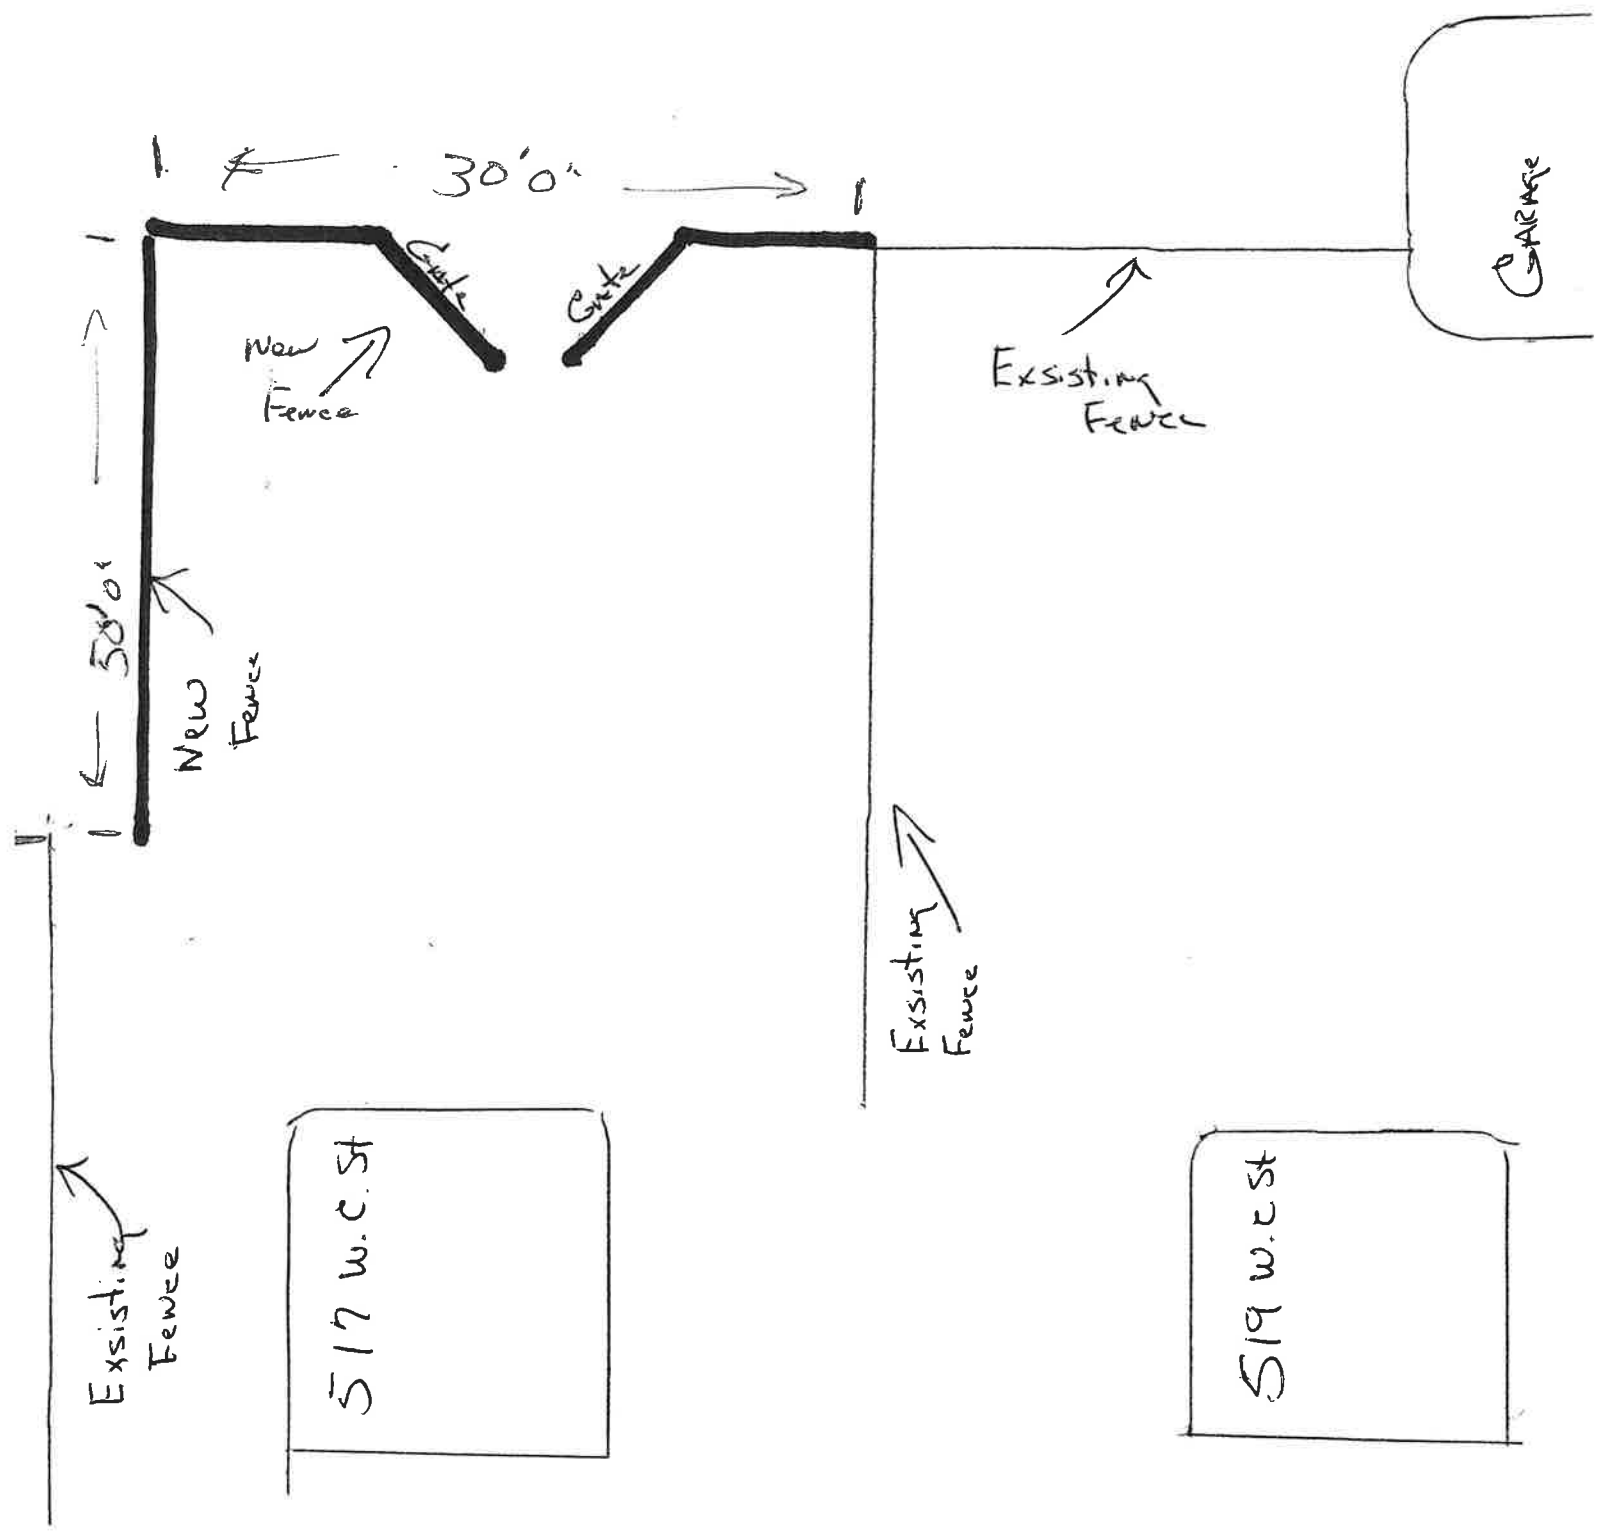 30'0"
GARAGE
Gate
Gate
New
Fence
Exsisting
Fence
50'0"
New
Fence
Exsisting
Fence
Exsisting
Fence
517 W. C. St
519 W. C St